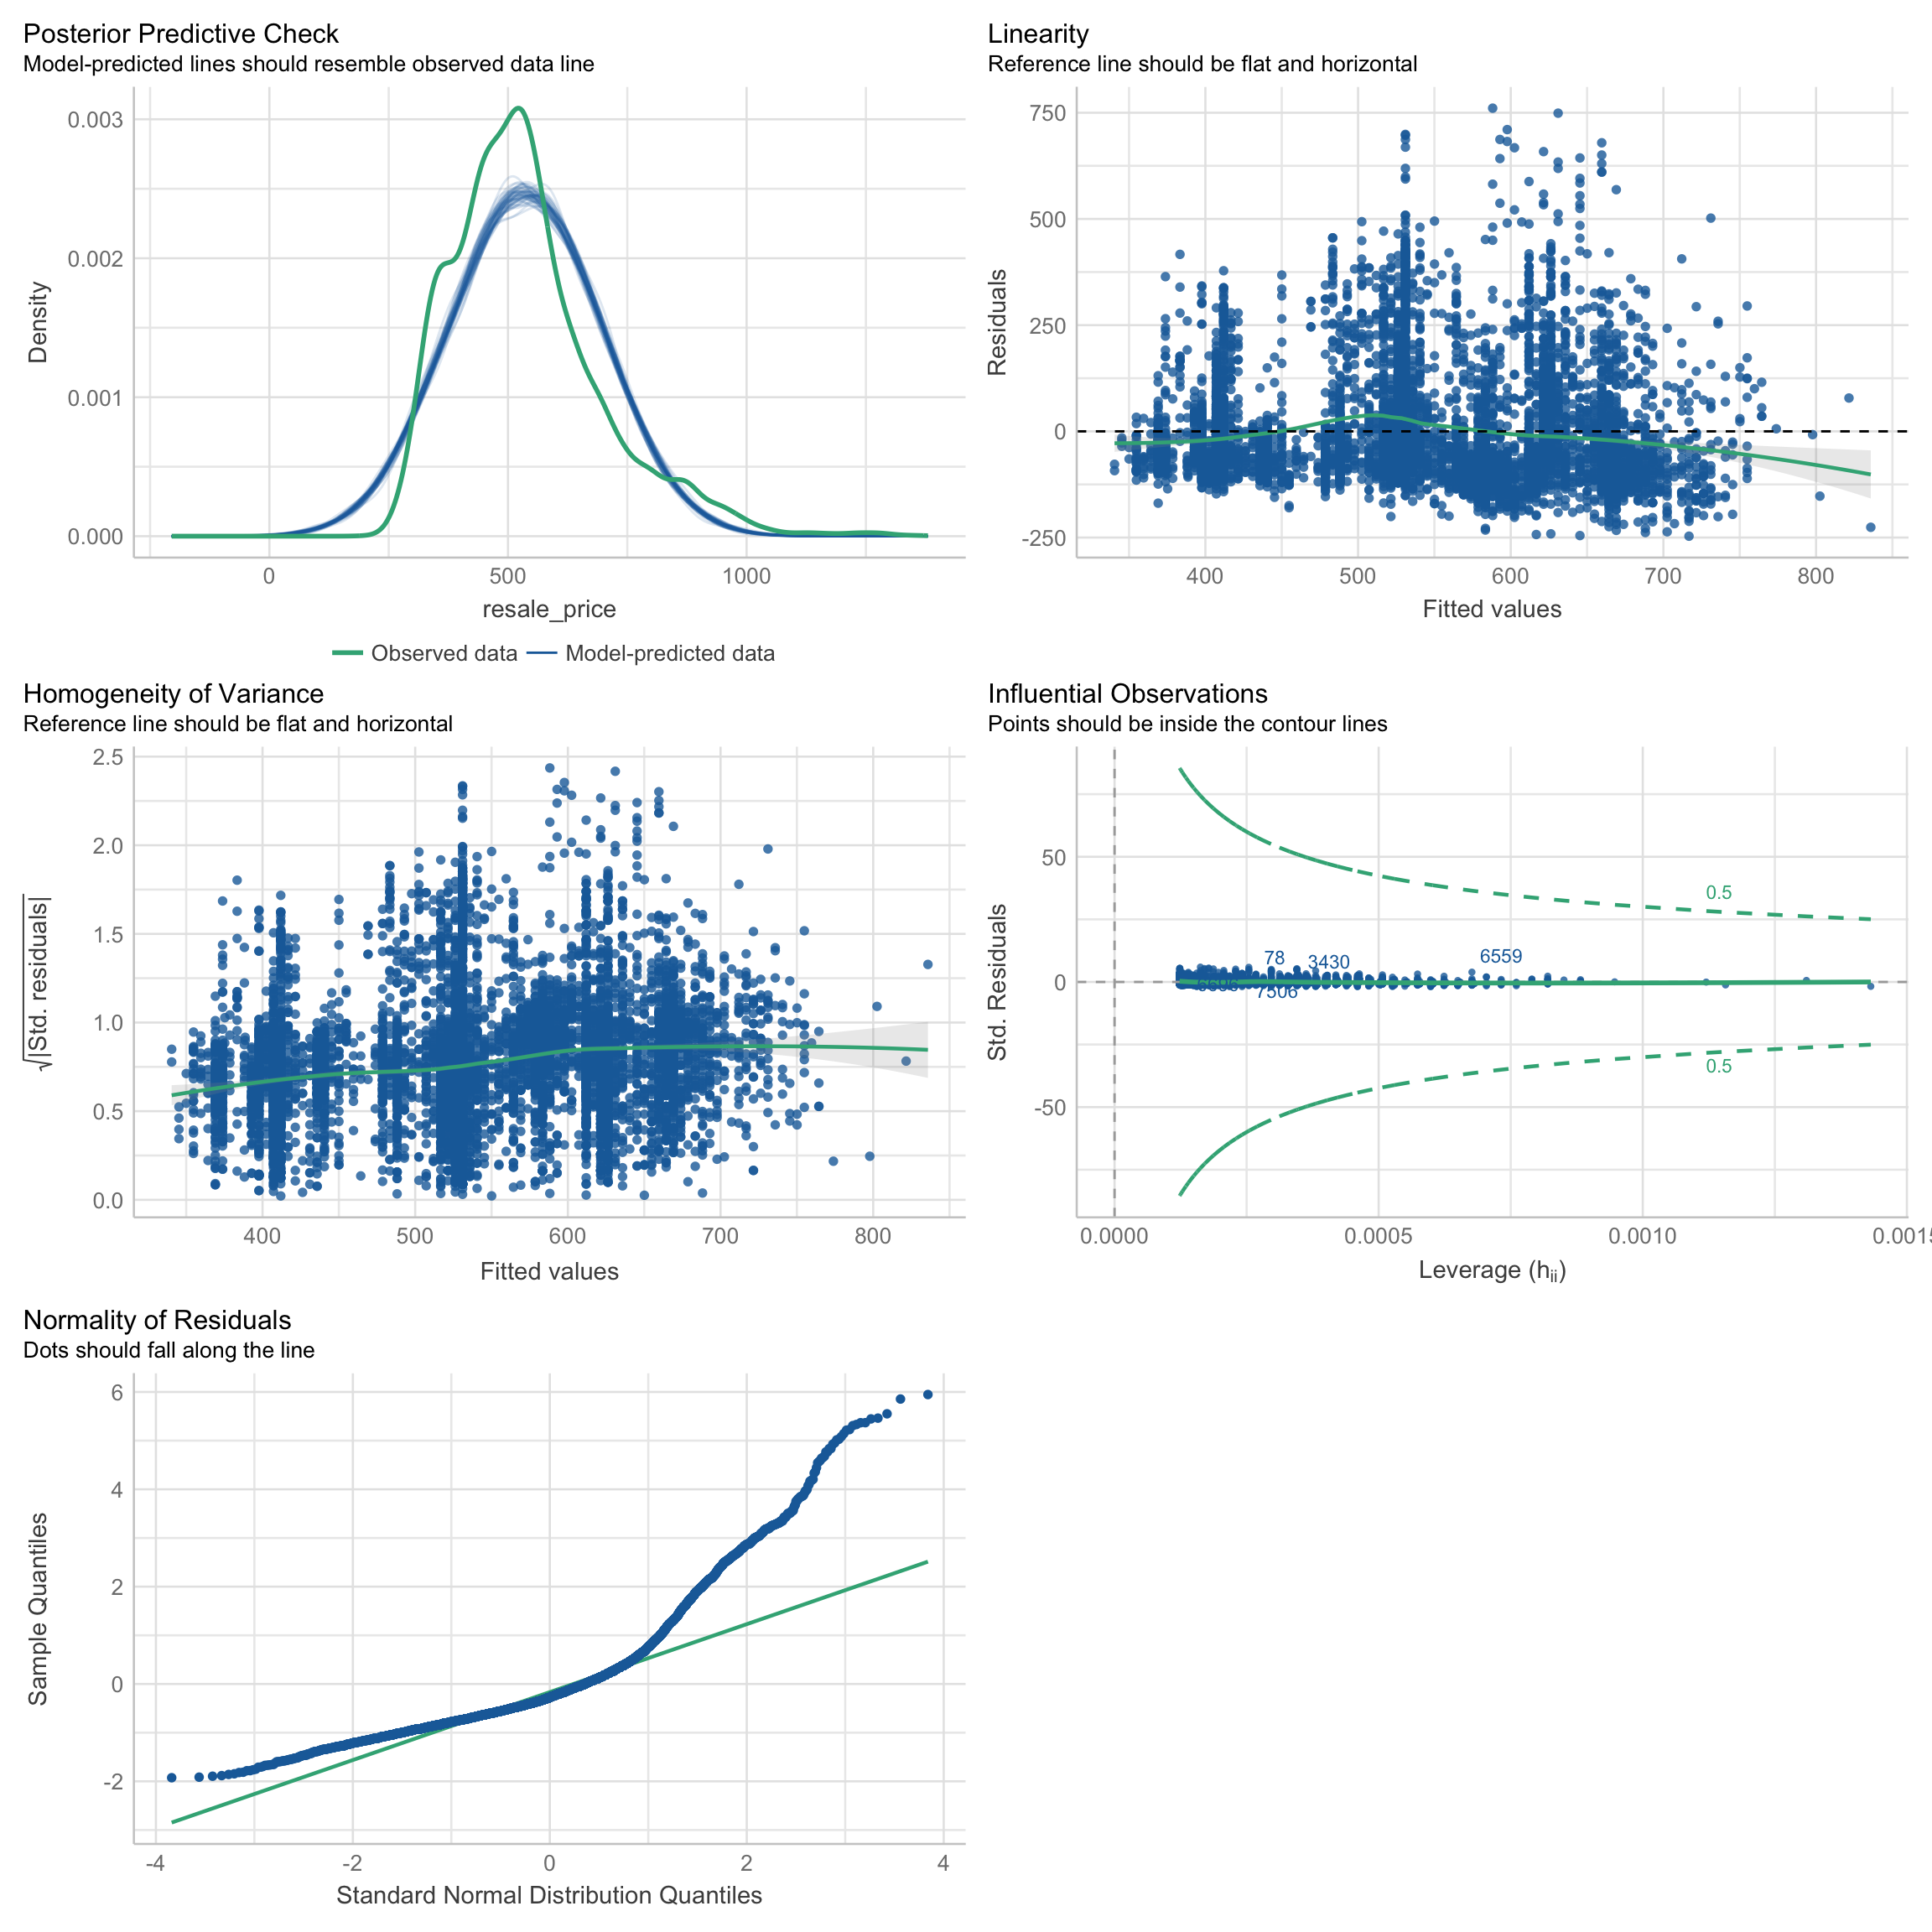 Posterior Predictive Check
Model-predicted lines should resemble observed data line
Density
0.003
0.002
0.001
0.000
0
500
1000
resale_price
Observed data
Model-predicted data
Linearity
Reference line should be flat and horizontal
Residuals
750
500
250
0
-250
400
500
600
700
800
Fitted values
Homogeneity of Variance
Reference line should be flat and horizontal
√|Std. residuals|
2.5
2.0
1.5
1.0
0.5
0.0
400
500
600
700
800
Fitted values
Influential Observations
Points should be inside the contour lines
Std. Residuals
50
0
-50
0.5
78
3430
6559
7506
0.5
0.0000
0.0005
0.0010
Leverage (hii)
Normality of Residuals
Dots should fall along the line
Sample Quantiles
6
4
2
0
-2
-4
-2
0
2
4
Standard Normal Distribution Quantiles